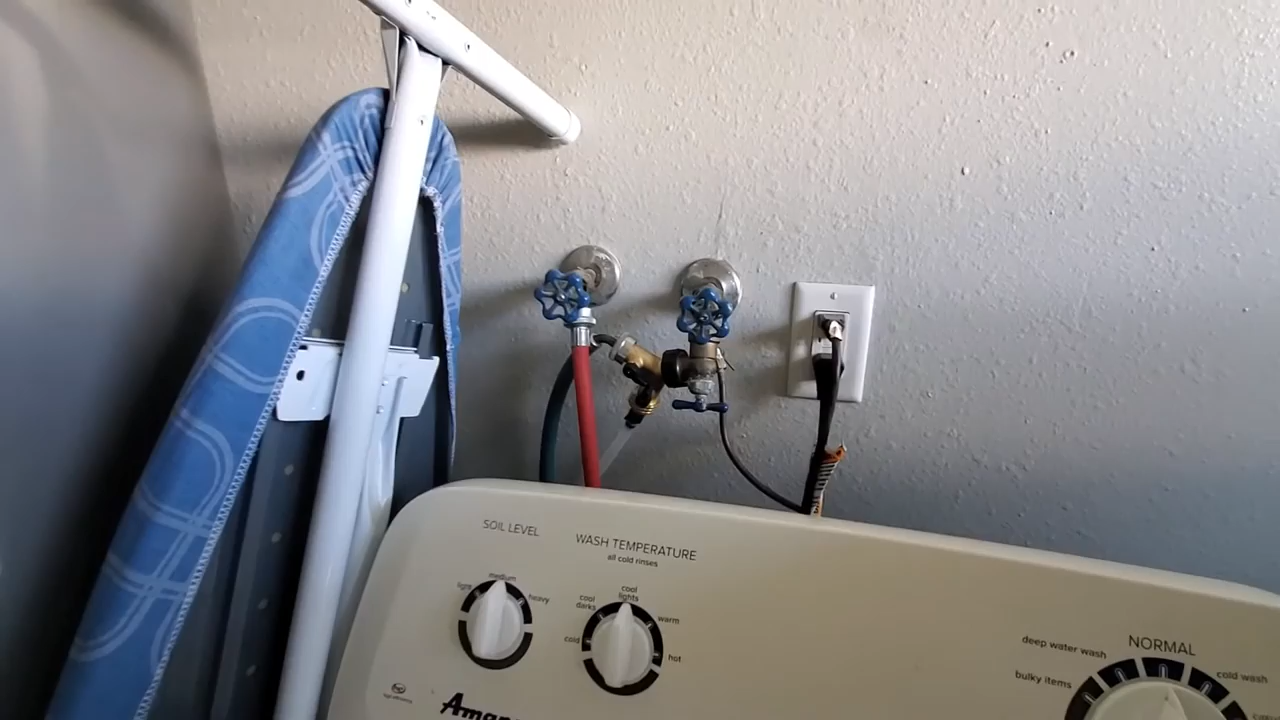 SOIL LEVEL
light
medium
heavy
WASH TEMPERATURE
all cold rinses
cold
cool
darks
cool
lights
warm
hot
bulky items
deep water wash
NORMAL
cold wash